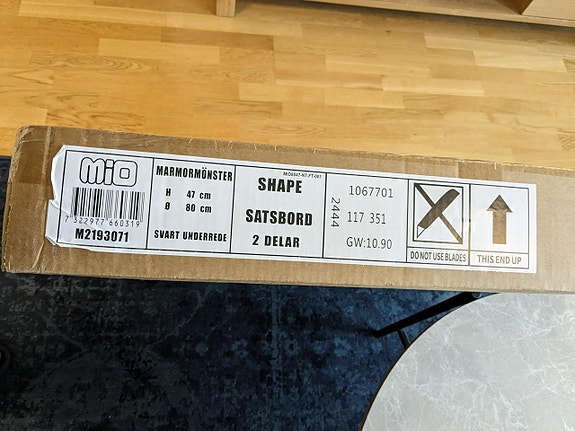 MiO
7 322977 660319
M2193071
MARMORMÖNSTER
H 47 cm
Ø 80 cm
SVART UNDERREDE
SHAPE
SATSBORD
2 DELAR
1067701
2444
117 351
GW:10.90
DO NOT USE BLADES
THIS END UP